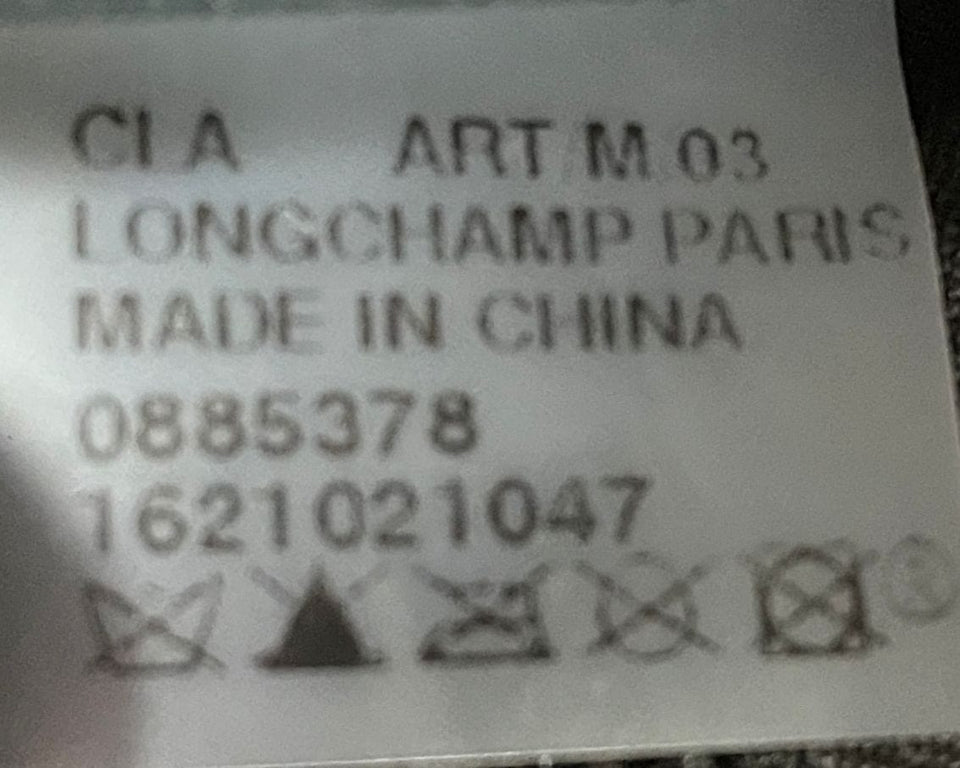 CLA ART M 03
LONGCHAMP PARIS
MADE IN CHINA
0885378
1621021047